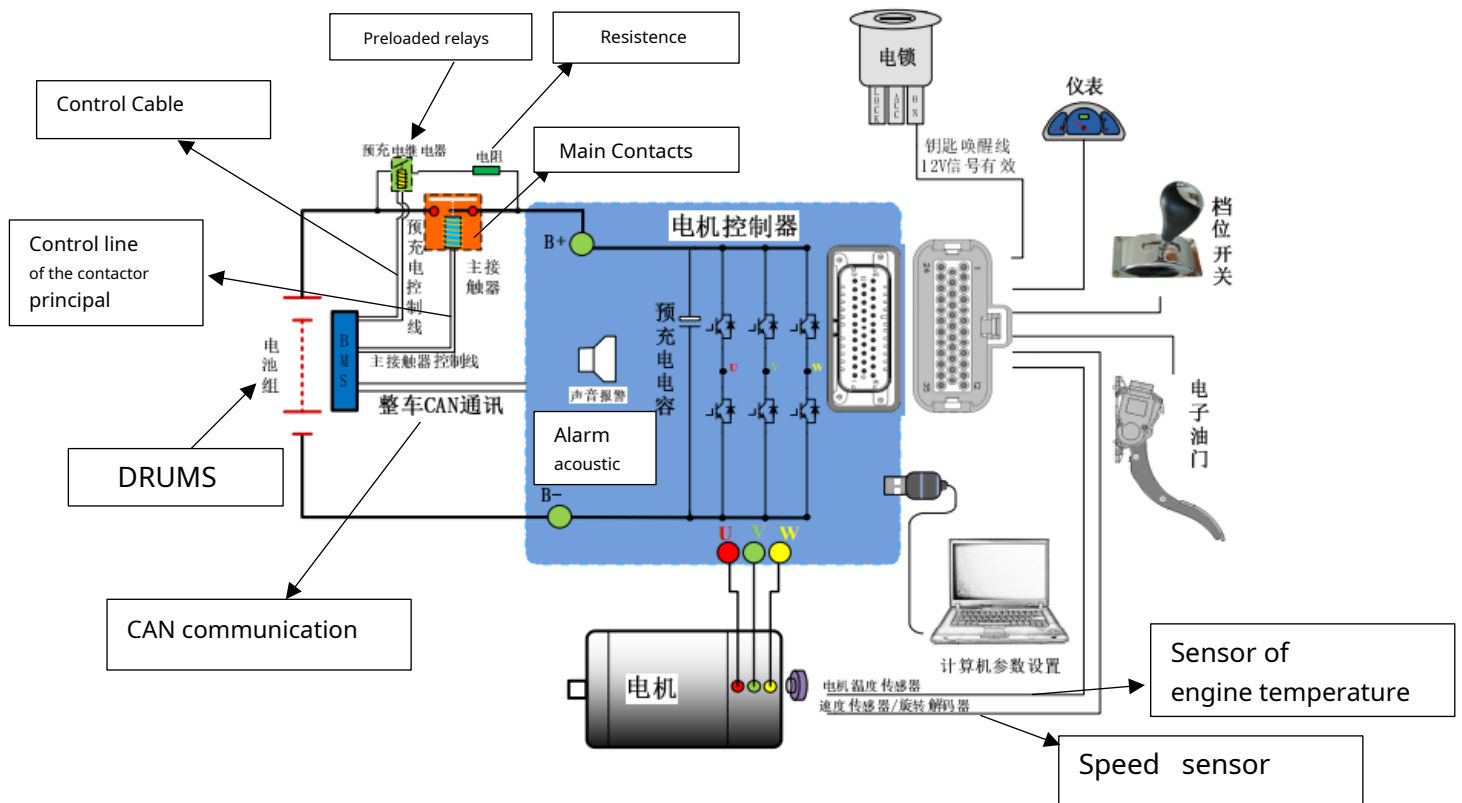 Preloaded relays
Resistence
Control Cable
Main Contacts
Control line
of the contactor
principal
预充电继电器
电阻
电锁
LOCK
ACC
ON
仪表
钥匙唤醒线
12V信号有效
档位开关
预充电控制线
主接
触器
B+
电机控制器
电池组
BMS
主接触器控制线
整车CAN通讯
声音报警
预充电电容
U
V
W
电子油门
DRUMS
Alarm
acoustic
B-
U
V
W
CAN communication
电机
计算机参数设置
电机温度传感器
速度传感器/旋转解码器
Sensor of
engine temperature
Speed sensor